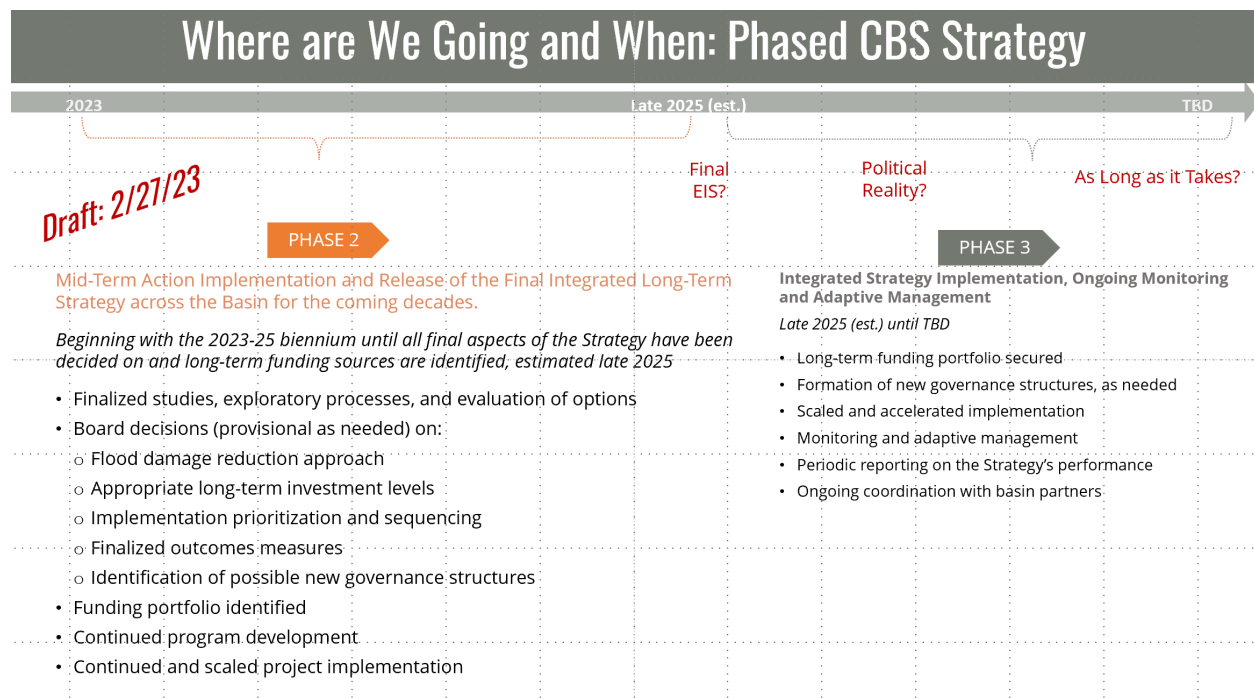 Where are We Going and When: Phased CBS Strategy
2023
Late 2025 (est.)
TBD
Draft: 2/27/23
Final
EIS?
Political
Reality?
As Long as it Takes?
PHASE 2
Mid-Term Action Implementation and Release of the Final Integrated Long-Term
Strategy across the Basin for the coming decades.
Beginning with the 2023-25 biennium until all final aspects of the Strategy have been
decided on and long-term funding sources are identified, estimated late 2025
• Finalized studies, exploratory processes, and evaluation of options
• Board decisions (provisional as needed) on:
o Flood damage reduction approach
o Appropriate long-term investment levels
o Implementation prioritization and sequencing
o Finalized outcomes measures
o Identification of possible new governance structures
• Funding portfolio identified
• Continued program development
• Continued and scaled project implementation
PHASE 3
Integrated Strategy Implementation, Ongoing Monitoring
and Adaptive Management
Late 2025 (est.) until TBD
• Long-term funding portfolio secured
• Formation of new governance structures, as needed
• Scaled and accelerated implementation
• Monitoring and adaptive management
• Periodic reporting on the Strategy’s performance
• Ongoing coordination with basin partners